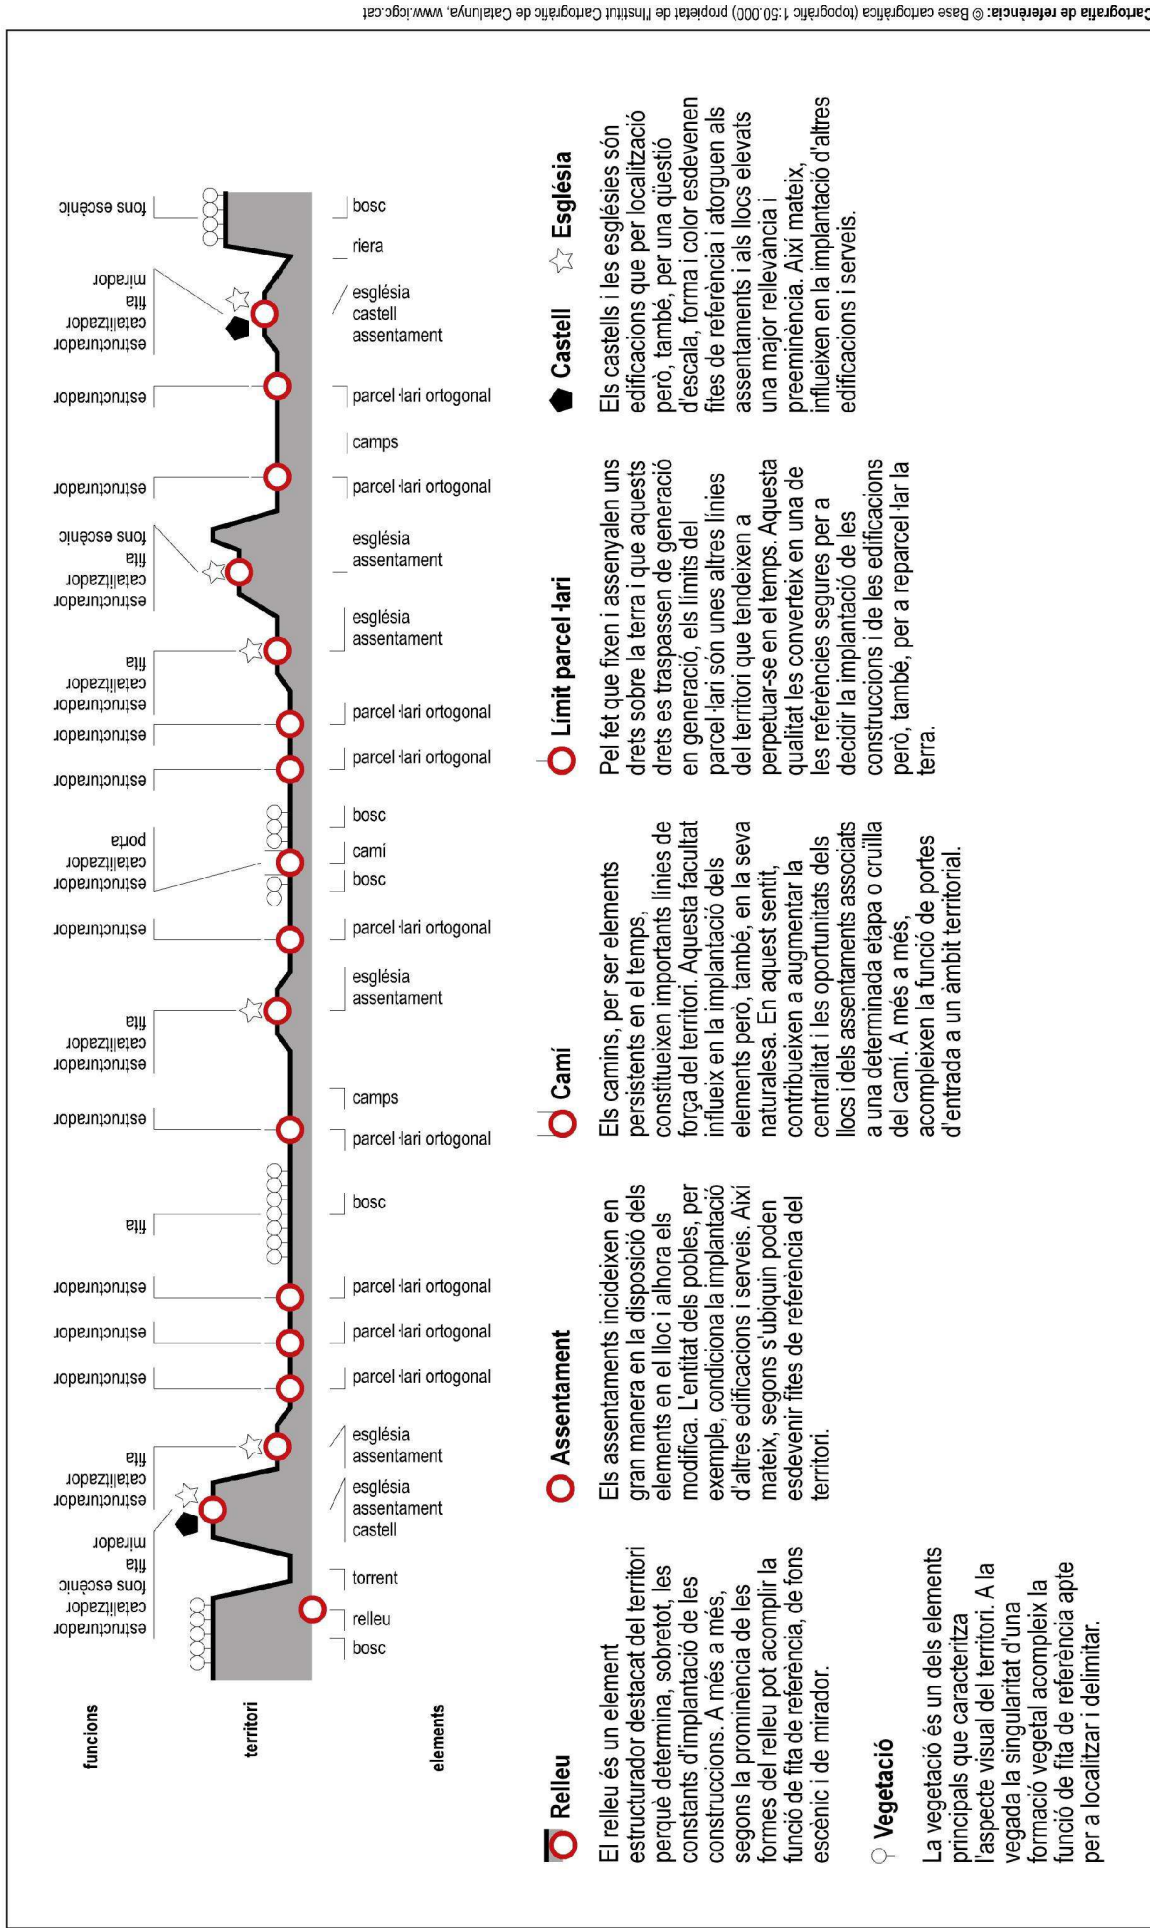 funcions
estructurador
catalitzador
fons escènic
fita
mirador
estructurador
catalitzador
fita
estructurador
estructurador
estructurador
fita
estructurador
estructurador
catalitzador
fita
estructurador
estructurador
catalitzador
porta
estructurador
estructurador
estructurador
catalitzador
fita
estructurador
catalitzador
fita
fons escènic
estructurador
estructurador
estructurador
catalitzador
fita
mirador
fons escènic
territori
elements
bosc
relleu
torrent
església
assentament
castell
església
assentament
parcel·lari ortogonal
parcel·lari ortogonal
parcel·lari ortogonal
bosc
parcel·lari ortogonal
camps
església
assentament
parcel·lari ortogonal
bosc
camí
bosc
parcel·lari ortogonal
parcel·lari ortogonal
església
assentament
església
assentament
parcel·lari ortogonal
camps
parcel·lari ortogonal
església
castell
assentament
riera
bosc
Relleu
El relleu és un element
estructurador destacat del territori
perquè determina, sobretot, les
constants d'implantació de les
construccions. A més a més,
segons la prominència de les
formes del relleu pot acomplir la
funció de fita de referència, de fons
escènic i de mirador.
Vegetació
La vegetació és un dels elements
principals que caracteritza
l'aspecte visual del territori. A la
vegada la singularitat d'una
formació vegetal acompleix la
funció de fita de referència apte
per a localitzar i delimitar.
Assentament
Els assentaments incideixen en
gran manera en la disposició dels
elements en el lloc i alhora els
modifica. L'entitat dels pobles, per
exemple, condiciona la implantació
d'altres edificacions i serveis. Així
mateix, segons s'ubiquin poden
esdevenir fites de referència del
territori.
Camí
Els camins, per ser elements
persistents en el temps,
constitueixen importants línies de
força del territori. Aquesta facultat
influeix en la implantació dels
elements però, també, en la seva
naturalesa. En aquest sentit,
contribueixen a augmentar la
centralitat i les oportunitats dels
llocs i dels assentaments associats
a una determinada etapa o cruïlla
del camí. A més a més,
acompleixen la funció de portes
d'entrada a un àmbit territorial.
Límit parcel·lari
Pel fet que fixen i assenyalen uns
drets sobre la terra i que aquests
drets es traspassen de generació
en generació, els límits del
parcel·lari són unes altres línies
del territori que tendeixen a
perpetuar-se en el temps. Aquesta
qualitat les converteix en una de
les referències segures per a
decidir la implantació de les
construccions i de les edificacions
però, també, per a reparcel·lar la
terra.
Castell
Església
Els castells i les esglésies són
edificacions que per localització
però, també, per una qüestió
d'escala, forma i color esdevenen
fites de referència i atorguen als
assentaments i als llocs elevats
una major rellevància i
preeminència. Així mateix,
influeixen en la implantació d'altres
edificacions i serveis.
Cartografia de referència: © Base cartogràfica (topogràfic 1:50.000) propietat de l'Institut Cartogràfic de Catalunya, www.icgc.cat